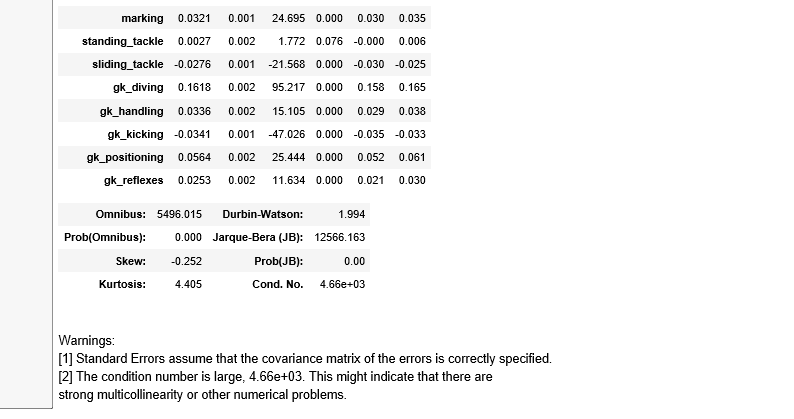 marking 0.0321 0.001 24.695 0.000 0.030 0.035
standing_tackle 0.0027 0.002 1.772 0.076 -0.000 0.006
sliding_tackle -0.0276 0.001 -21.568 0.000 -0.030 -0.025
gk_diving 0.1618 0.002 95.217 0.000 0.158 0.165
gk_handling 0.0336 0.002 15.105 0.000 0.029 0.038
gk_kicking -0.0341 0.001 -47.026 0.000 -0.035 -0.033
gk_positioning 0.0564 0.002 25.444 0.000 0.052 0.061
gk_reflexes 0.0253 0.002 11.634 0.000 0.021 0.030
Omnibus: 5496.015 Durbin-Watson: 1.994
Prob(Omnibus): 0.000 Jarque-Bera (JB): 12566.163
Skew: -0.252 Prob(JB): 0.00
Kurtosis: 4.405 Cond. No. 4.66e+03
Warnings:
[1] Standard Errors assume that the covariance matrix of the errors is correctly specified.
[2] The condition number is large, 4.66e+03. This might indicate that there are
strong multicollinearity or other numerical problems.